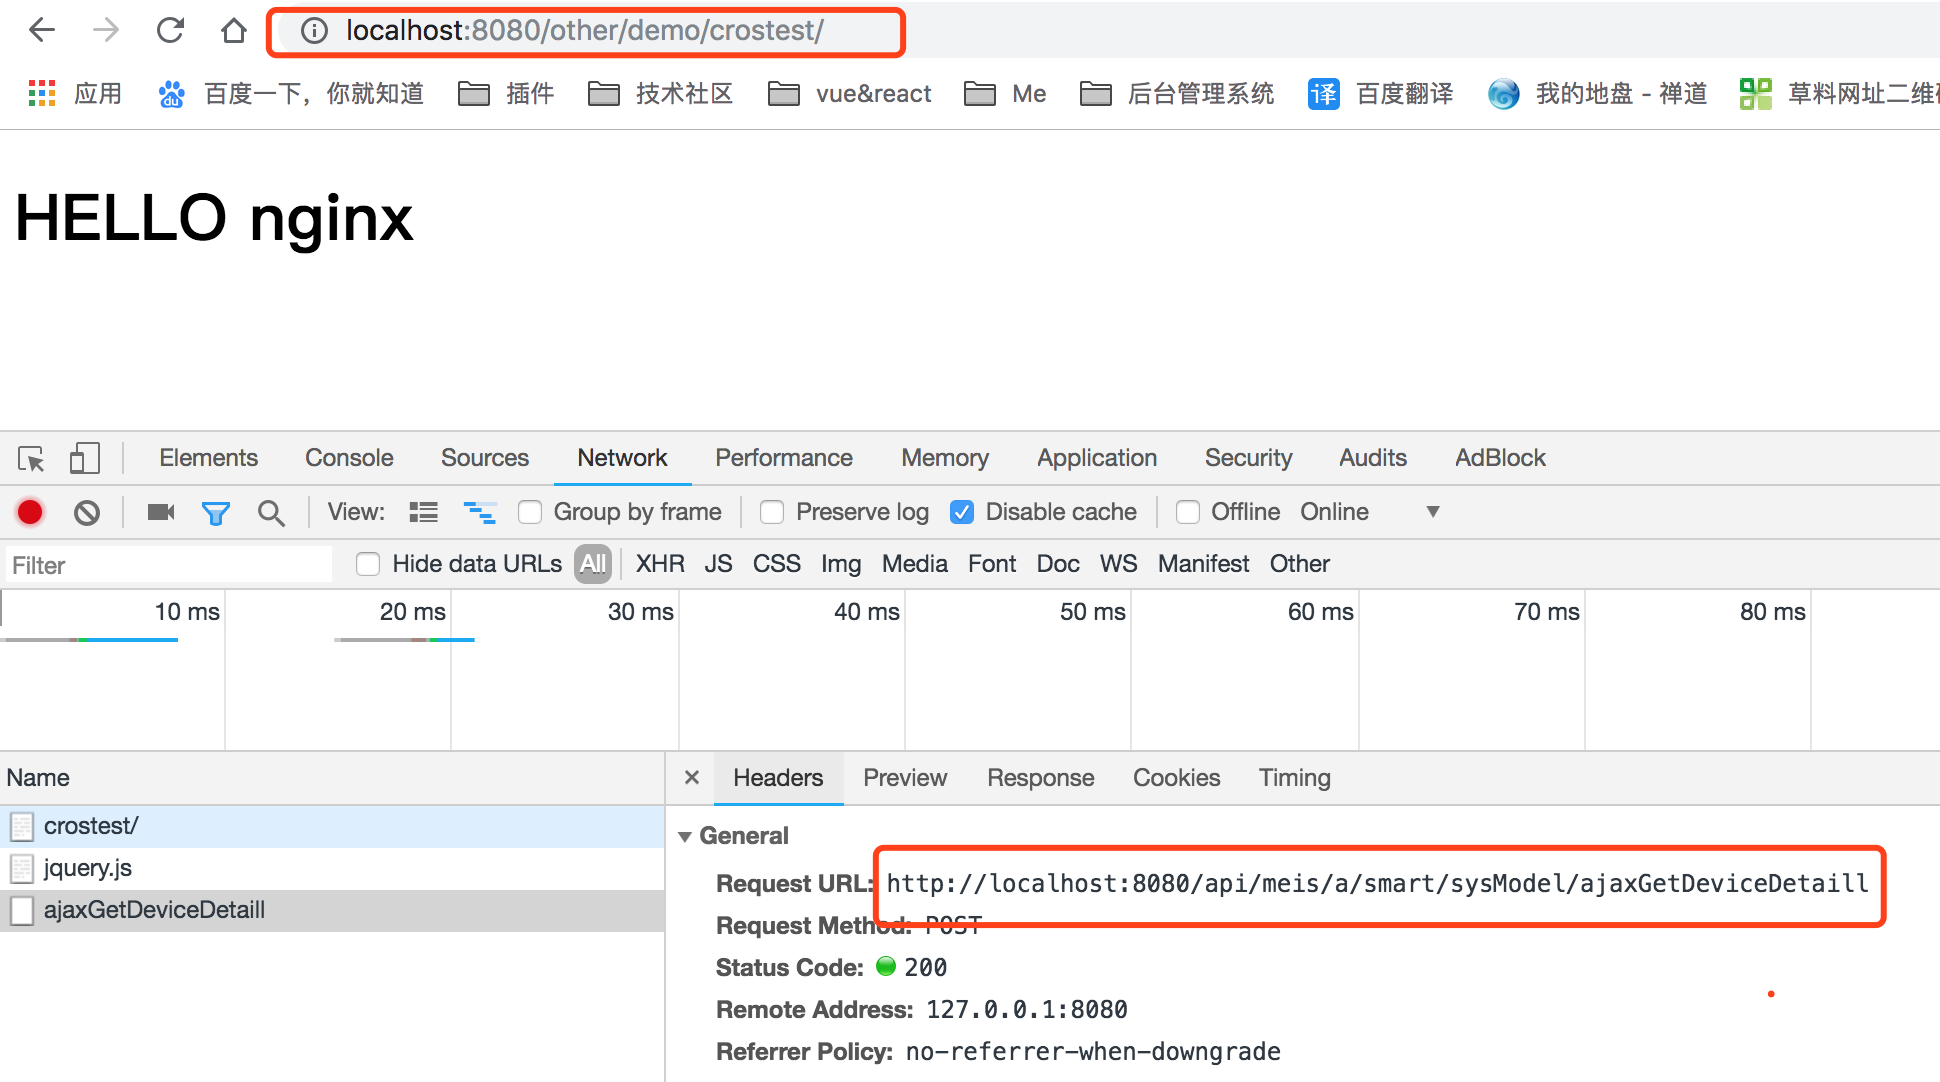 localhost:8080/other/demo/crostest/
应用 百度一下，你就知道 插件 技术社区 vue&react Me 后台管理系统 译 百度翻译 我的地盘 - 禅道 草料网址二维
HELLO nginx
Elements Console Sources Network Performance Memory Application Security Audits AdBlock
View: Group by frame Preserve log Disable cache Offline Online
Filter Hide data URLs All XHR JS CSS Img Media Font Doc WS Manifest Other
10 ms 20 ms 30 ms 40 ms 50 ms 60 ms 70 ms 80 ms
Name Headers Preview Response Cookies Timing
crostest/
General
jquery.js
Request URL: http://localhost:8080/api/meis/a/smart/sysModel/ajaxGetDeviceDetaill
ajaxGetDeviceDetaill
Request Method: POST
Status Code: 200
Remote Address: 127.0.0.1:8080
Referrer Policy: no-referrer-when-downgrade